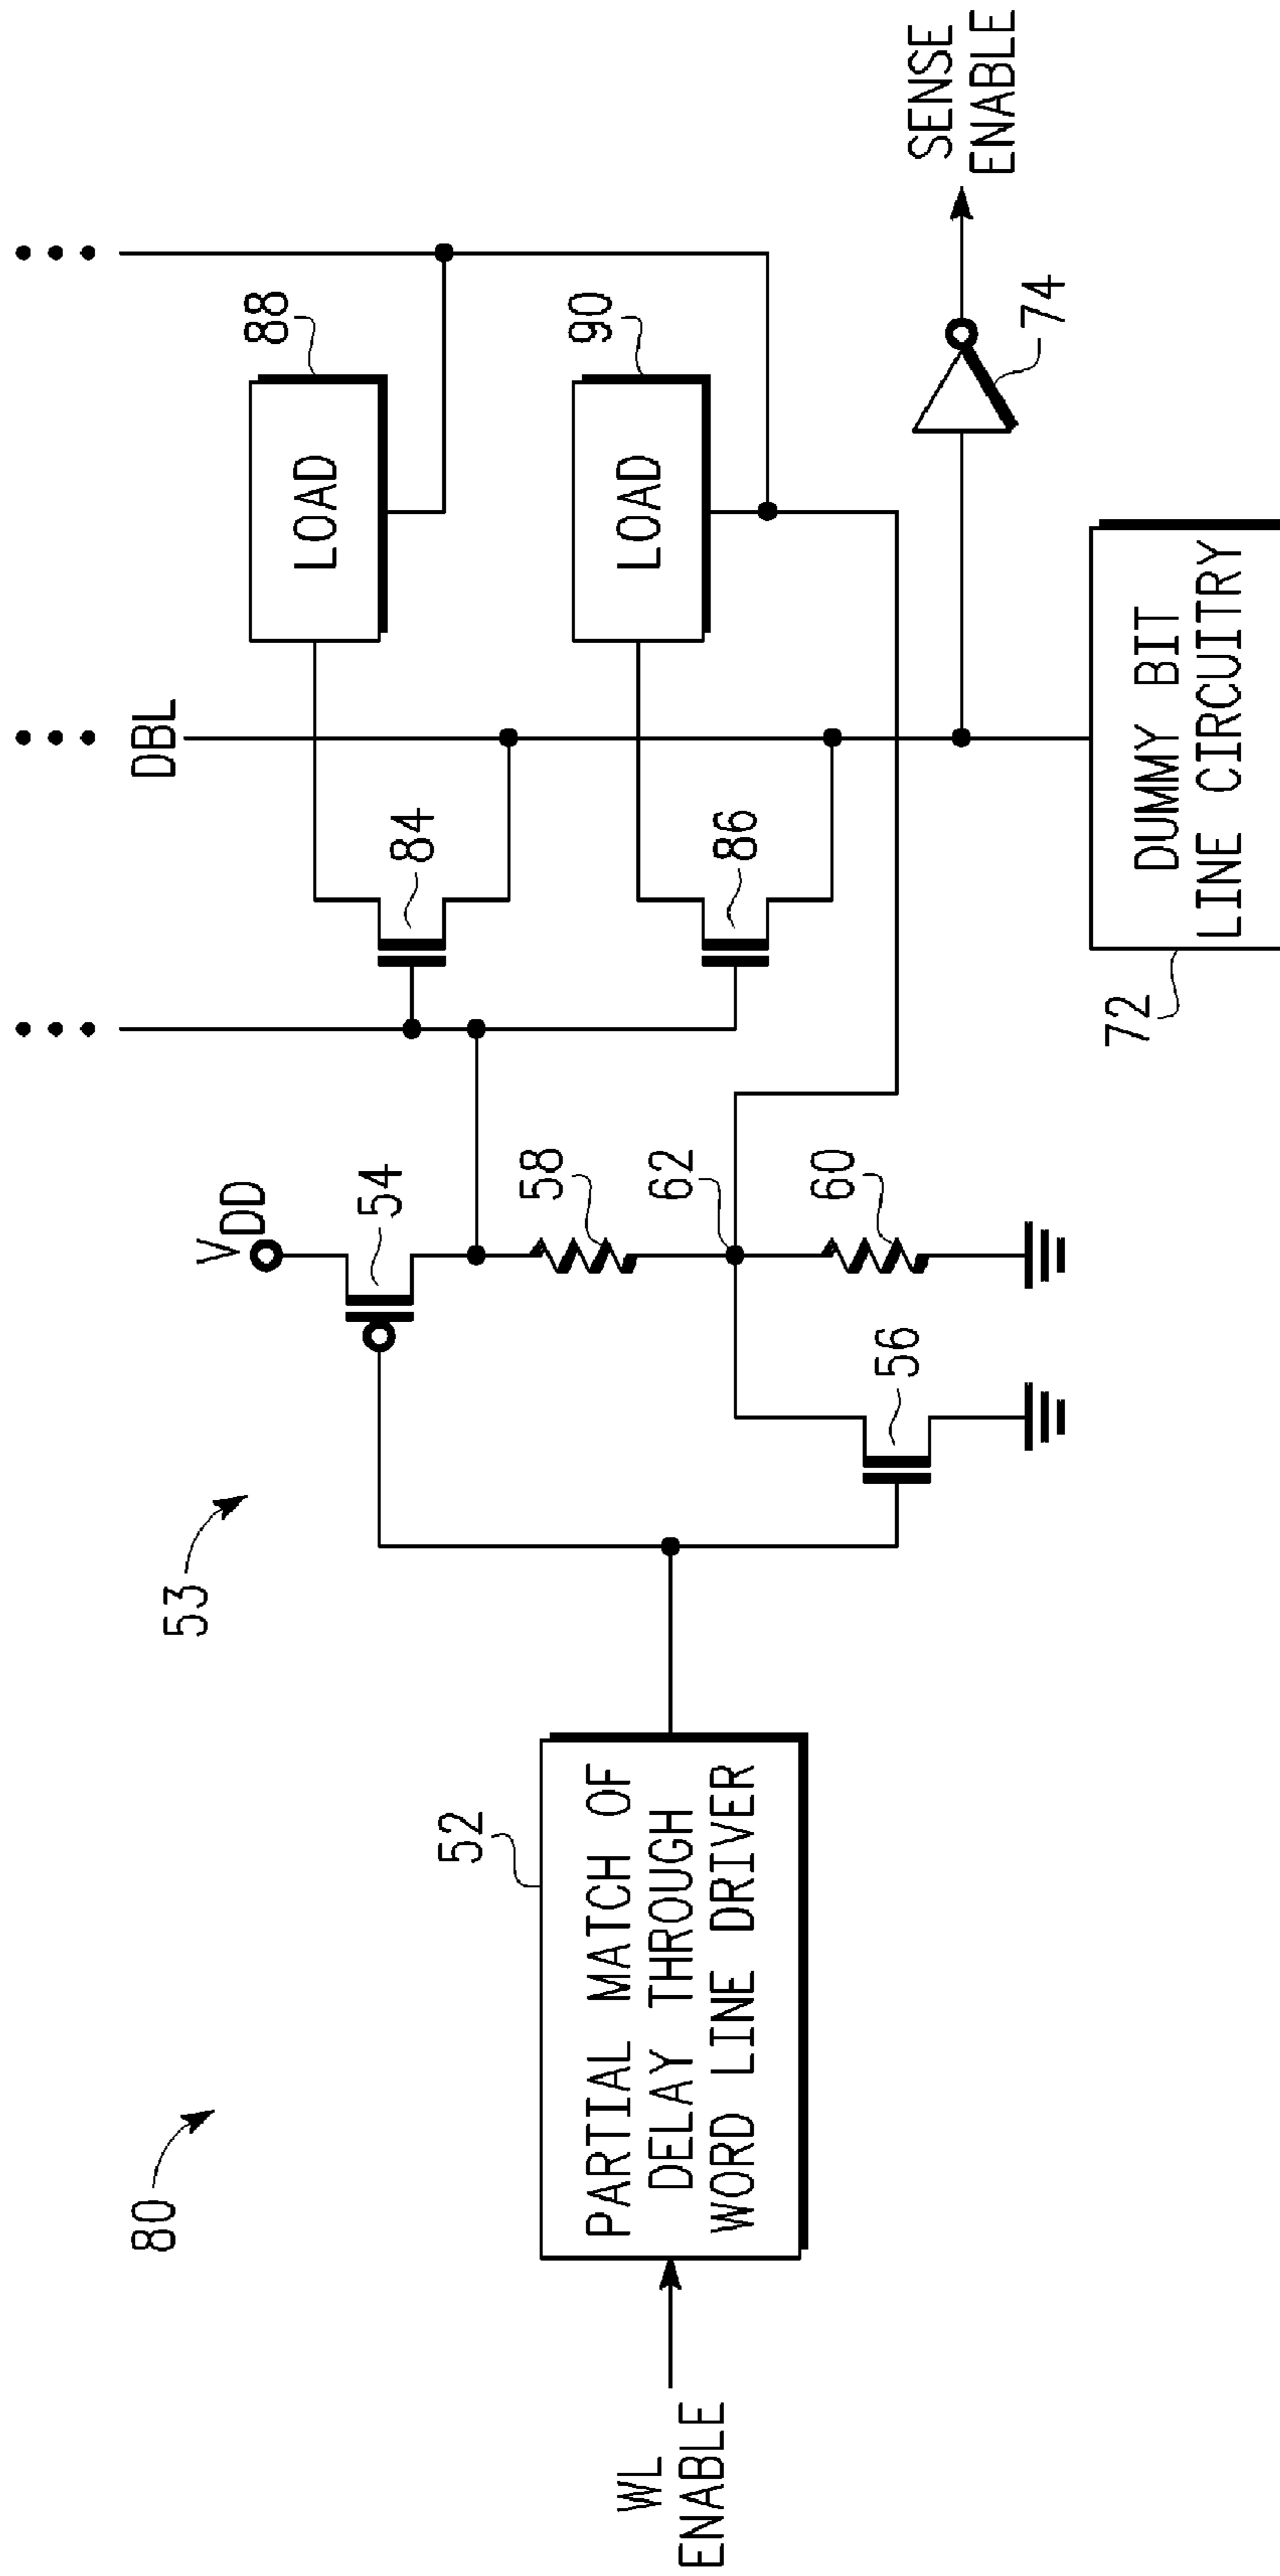 80
53
WL
ENABLE
52
PARTIAL MATCH OF
DELAY THROUGH
WORD LINE DRIVER
VDD
54
58
62
60
56
DBL
84
86
88
LOAD
90
LOAD
72
DUMMY BIT
LINE CIRCUITRY
74
SENSE
ENABLE